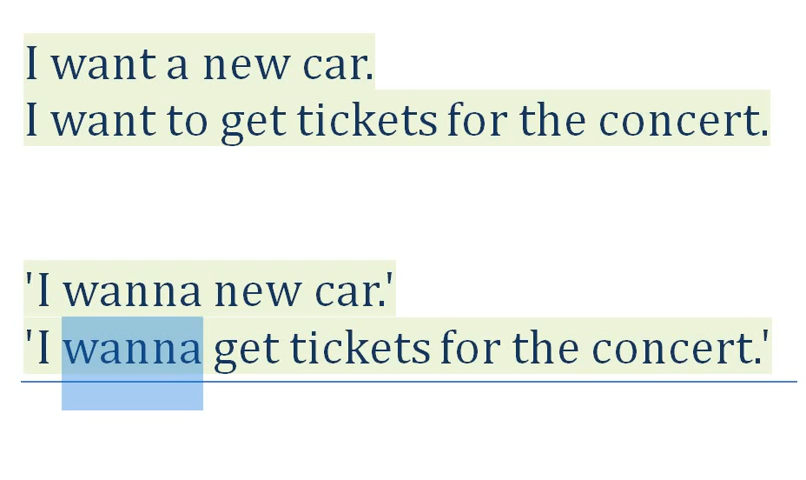 I want a new car.
I want to get tickets for the concert.
'I wanna new car.'
'I wanna get tickets for the concert.'